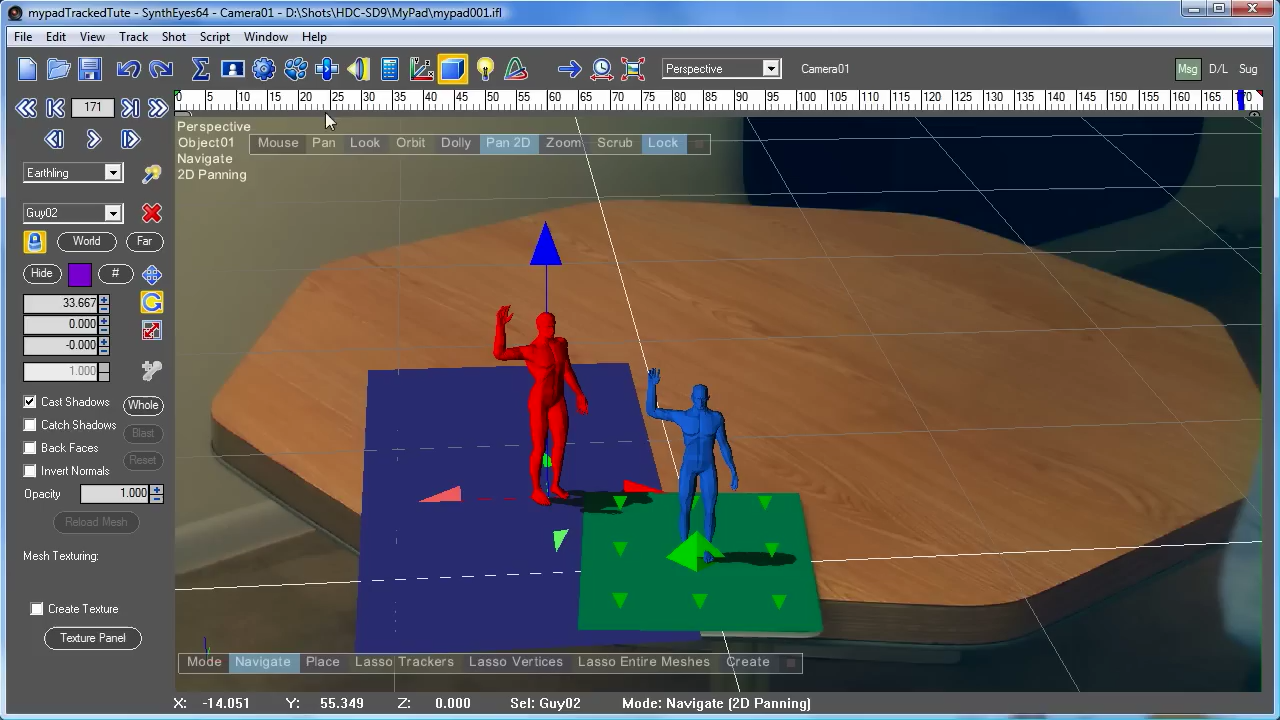 mypadTrackedTute - SynthEyes64 - Camera01 - D:\Shots\HDC-SD9\MyPad\mypad001.ifl
File Edit View Track Shot Script Window Help
Perspective Camera01 Msg D/L Sug
171 0 5 10 15 20 25 30 35 40 45 50 55 60 65 70 75 80 85 90 95 100 105 110 115 120 125 130 135 140 145 150 155 160 165 170
Perspective
Object01 Mouse Pan Look Orbit Dolly Pan 2D Zoom Scrub Lock
Navigate
2D Panning
Earthling
Guy02
World Far
Hide #
33.667
0.000
-0.000
1.000
Cast Shadows Whole
Catch Shadows Blast
Back Faces Reset
Invert Normals
Opacity 1.000
Reload Mesh
Mesh Texturing:
Create Texture
Texture Panel
Mode Navigate Place Lasso Trackers Lasso Vertices Lasso Entire Meshes Create
X: -14.051 Y: 55.349 Z: 0.000 Sel: Guy02 Mode: Navigate (2D Panning)